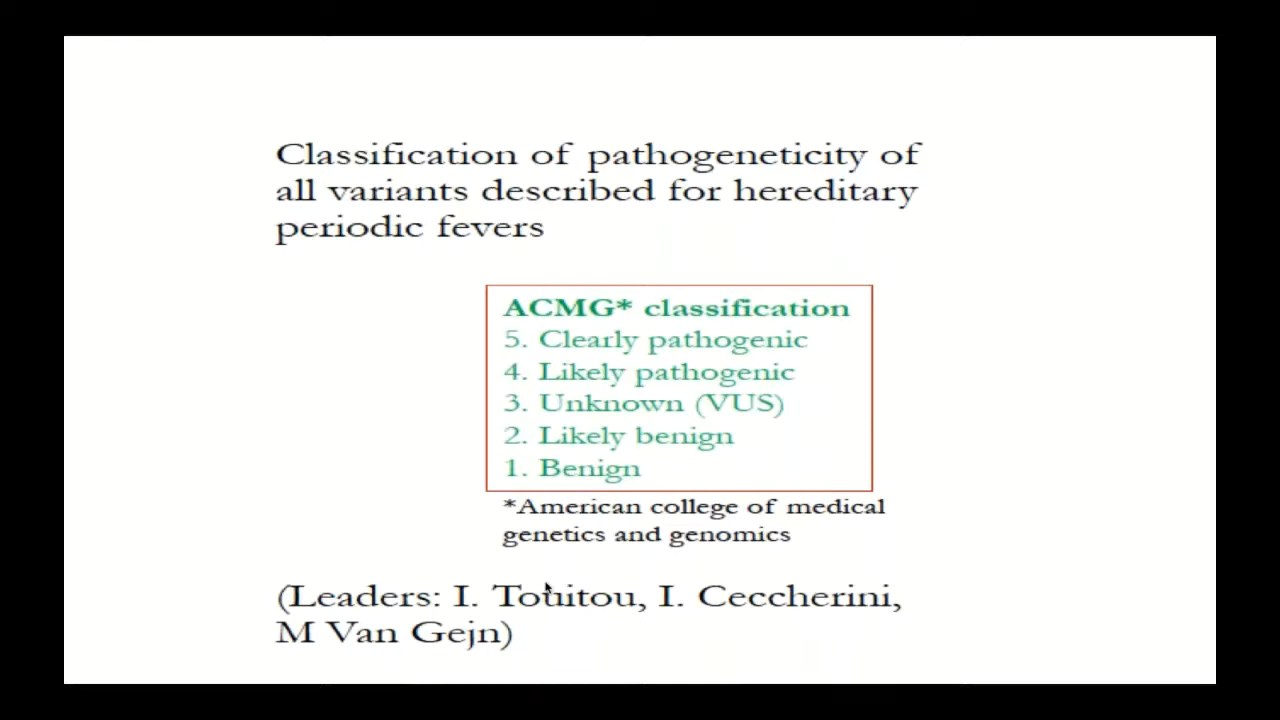 Classification of pathogeneticity of
all variants described for hereditary
periodic fevers
ACMG* classification
5. Clearly pathogenic
4. Likely pathogenic
3. Unknown (VUS)
2. Likely benign
1. Benign
*American college of medical
genetics and genomics
(Leaders: I. Touitou, I. Ceccherini,
M Van Gejn)